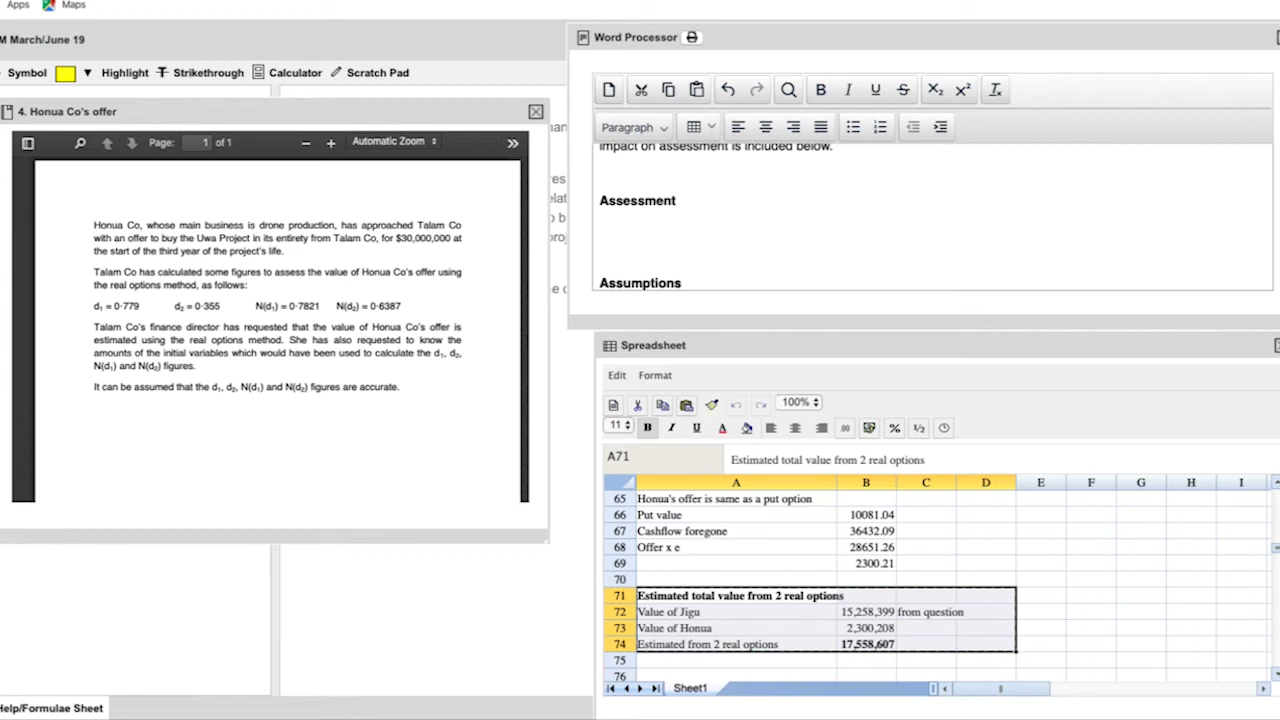 Apps Maps
M March/June 19
Symbol Highlight Strikethrough Calculator Scratch Pad
4. Honua Co's offer
Page: 1 of 1 Automatic Zoom
Honua Co, whose main business is drone production, has approached Talam Co
with an offer to buy the Uwa Project in its entirety from Talam Co, for $30,000,000 at
the start of the third year of the project's life.
Talam Co has calculated some figures to assess the value of Honua Co's offer using
the real options method, as follows:
d₁ = 0·779 d₂ = 0·355 N(d₁) = 0·7821 N(d₂) = 0·6387
Talam Co's finance director has requested that the value of Honua Co's offer is
estimated using the real options method. She has also requested to know the
amounts of the initial variables which would have been used to calculate the d₁, d₂,
N(d₁) and N(d₂) figures.
It can be assumed that the d₁, d₂, N(d₁) and N(d₂) figures are accurate.
Help/Formulae Sheet
Word Processor
B I U S X₂ X² Tx
Paragraph
impact on assessment is included below.
Assessment
Assumptions
Spreadsheet
Edit Format
100%
11 B I U A % ½
A71 Estimated total value from 2 real options
A B C D E F G H I
65 Honua's offer is same as a put option
66 Put value 10081.04
67 Cashflow foregone 36432.09
68 Offer x e 28651.26
69 2300.21
70
71 Estimated total value from 2 real options
72 Value of Jigu 15,258,399 from question
73 Value of Honua 2,300,208
74 Estimated from 2 real options 17,558,607
75
76
Sheet1